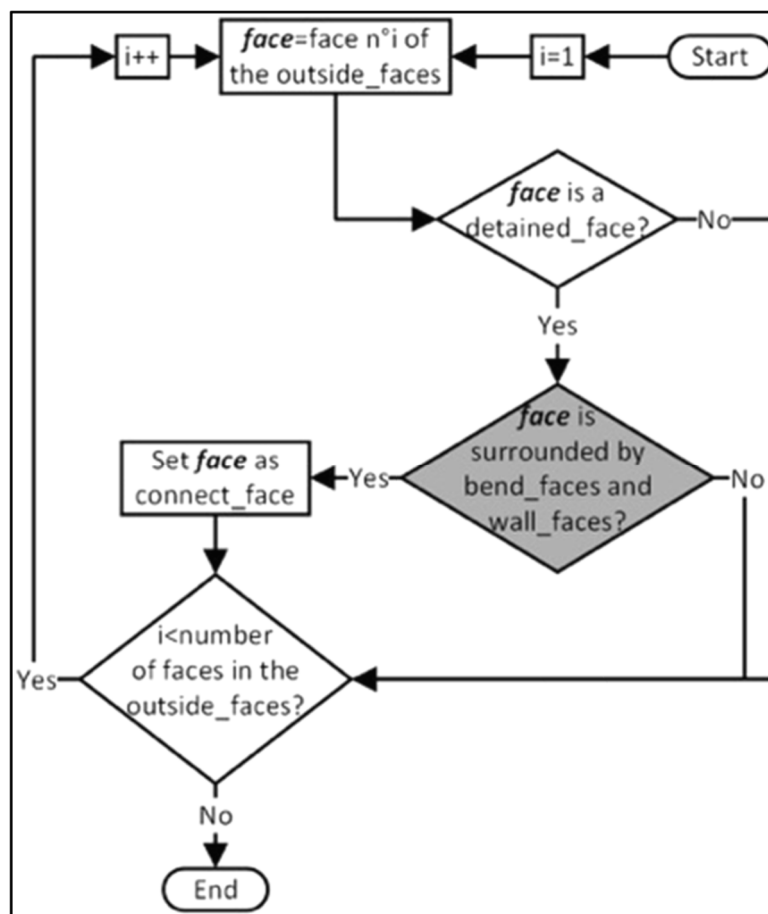 Start
i=1
i++
face=face n°i of
the outside_faces
face is a
detained_face?
No
Yes
face is
surrounded by
bend_faces and
wall_faces?
Yes
No
Set face as
connect_face
i<number
of faces in the
outside_faces?
Yes
No
End